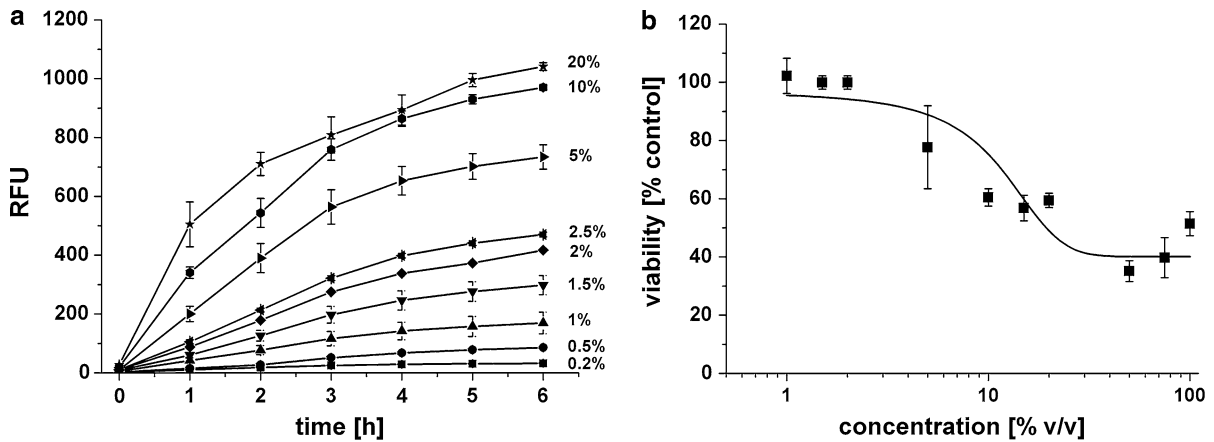 a
1200
1000
800
600
400
200
0
RFU
0 1 2 3 4 5 6
time [h]
20%
10%
5%
2.5%
2%
1.5%
1%
0.5%
0.2%
b
120
100
80
60
40
20
0
viability [% control]
1 10 100
concentration [% v/v]